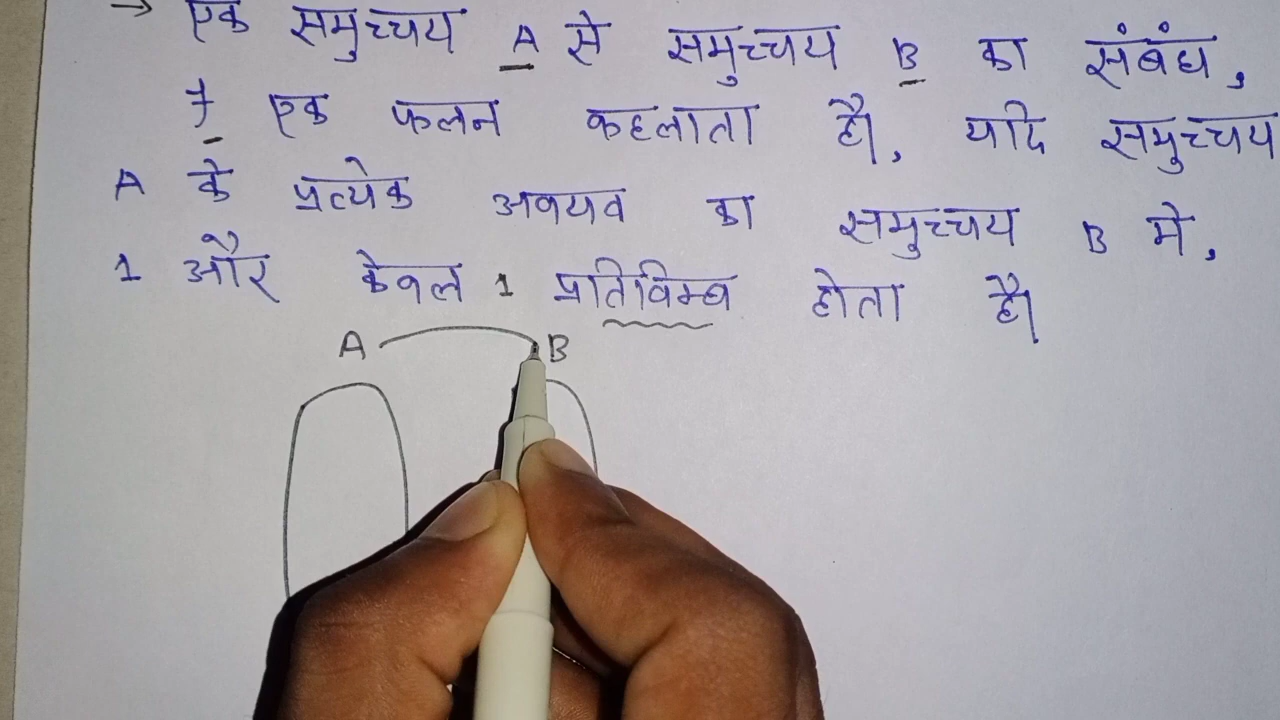 → एक समुच्चय A से समुच्चय B का संबंध,
f एक फलन कहलाता है, यदि समुच्चय
A के प्रत्येक अवयव का समुच्चय B मे,
1 और केवल 1 प्रतिविम्ब होता है।
A B